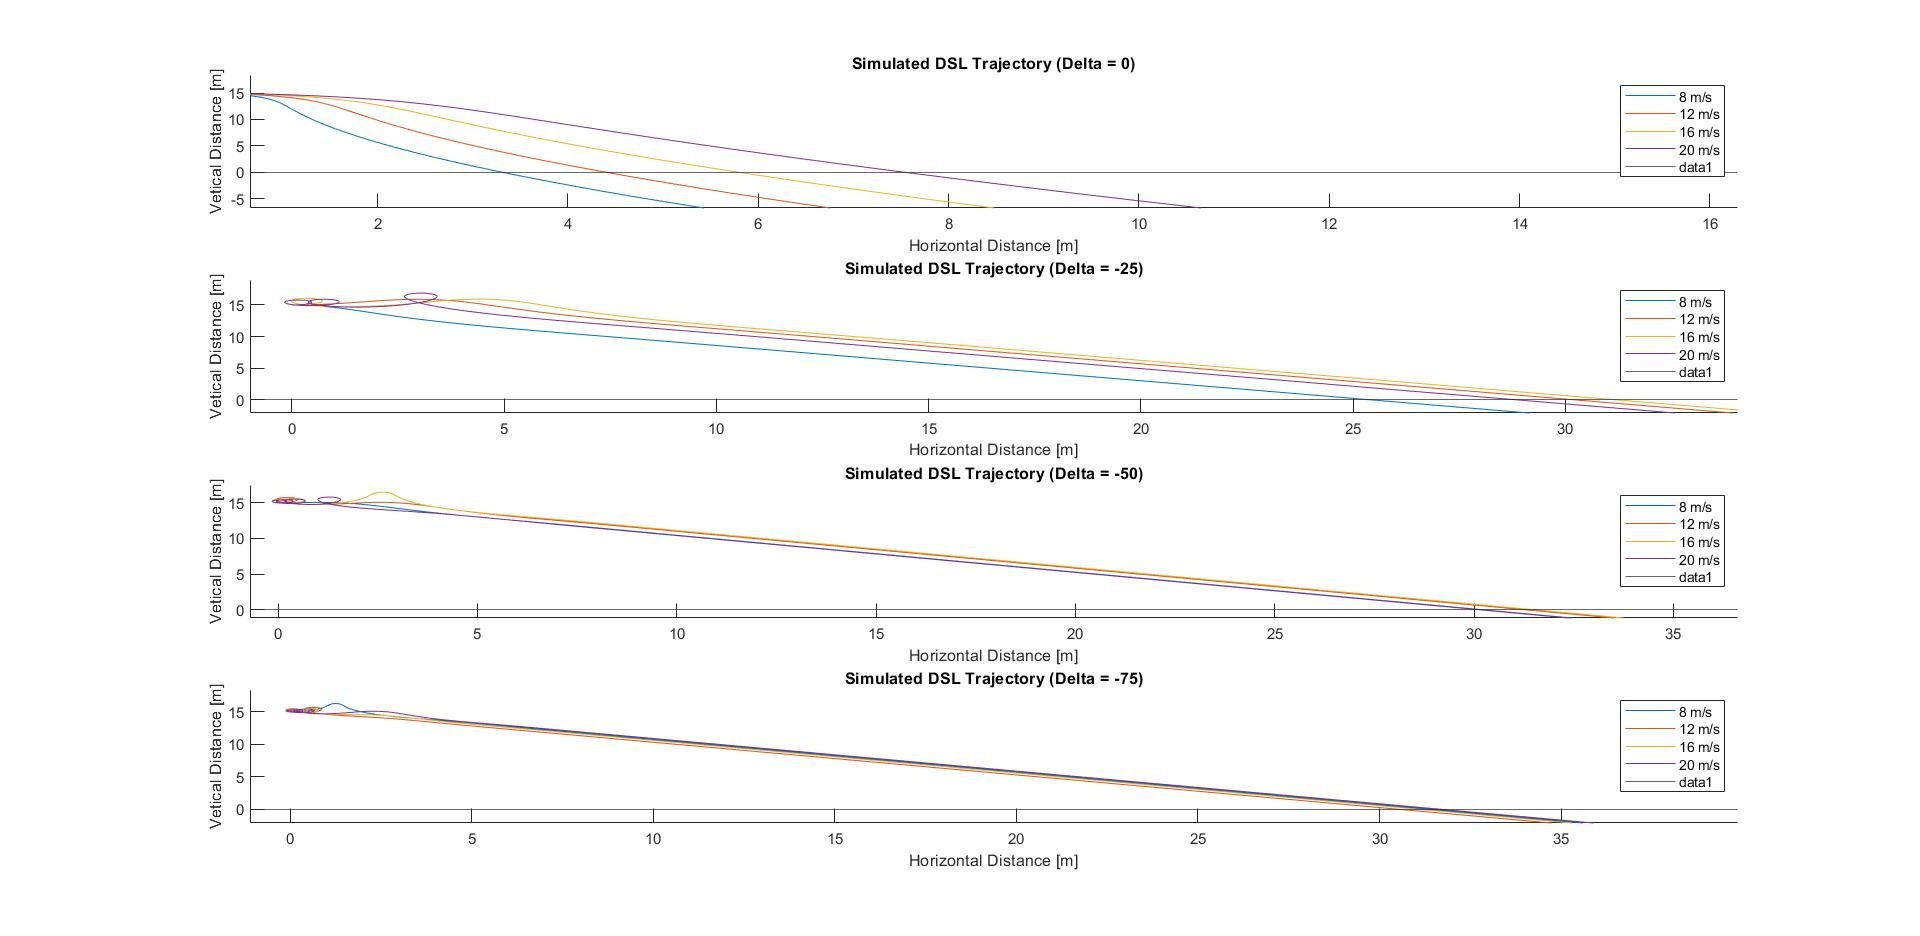 Simulated DSL Trajectory (Delta = 0)
Vetical Distance [m]
15
10
5
0
-5
2
4
6
8
10
12
14
16
Horizontal Distance [m]
8 m/s
12 m/s
16 m/s
20 m/s
data1
Simulated DSL Trajectory (Delta = -25)
Vetical Distance [m]
15
10
5
0
0
5
10
15
20
25
30
Horizontal Distance [m]
8 m/s
12 m/s
16 m/s
20 m/s
data1
Simulated DSL Trajectory (Delta = -50)
Vetical Distance [m]
15
10
5
0
0
5
10
15
20
25
30
35
Horizontal Distance [m]
8 m/s
12 m/s
16 m/s
20 m/s
data1
Simulated DSL Trajectory (Delta = -75)
Vetical Distance [m]
15
10
5
0
0
5
10
15
20
25
30
35
Horizontal Distance [m]
8 m/s
12 m/s
16 m/s
20 m/s
data1